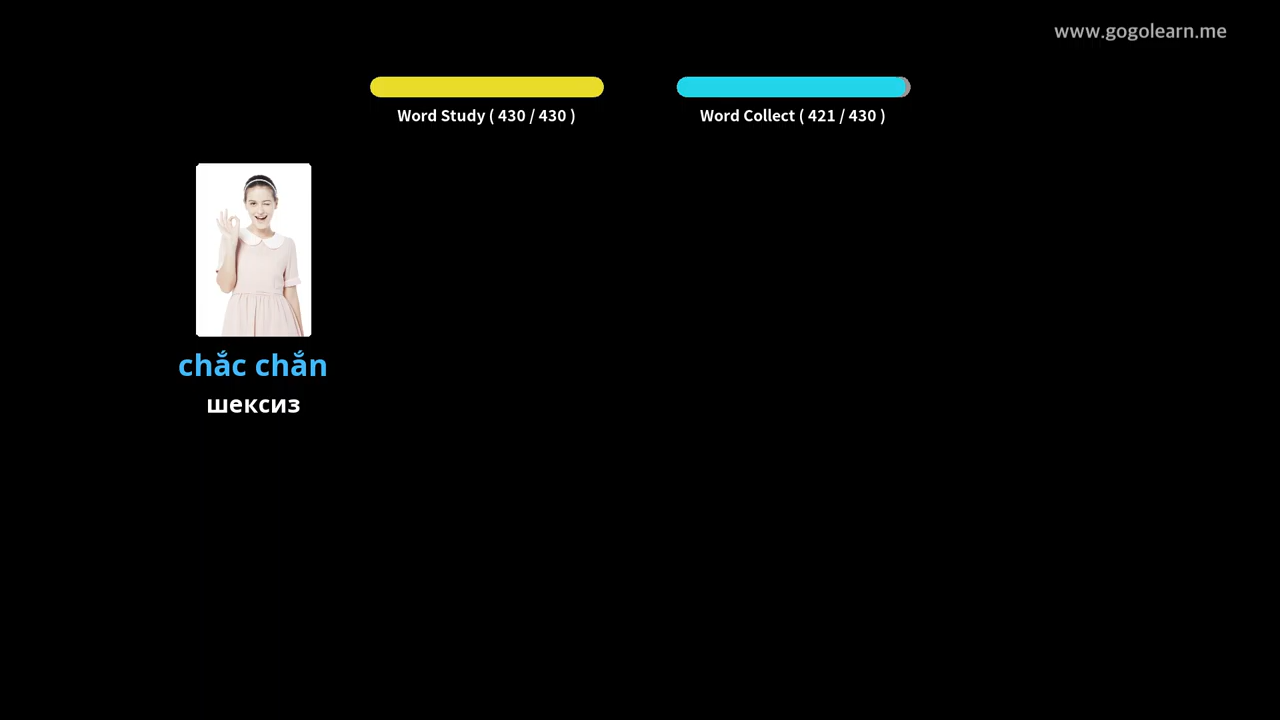 www.gogolearn.me
Word Study ( 430 / 430 )
Word Collect ( 421 / 430 )
chắc chắn
шексиз